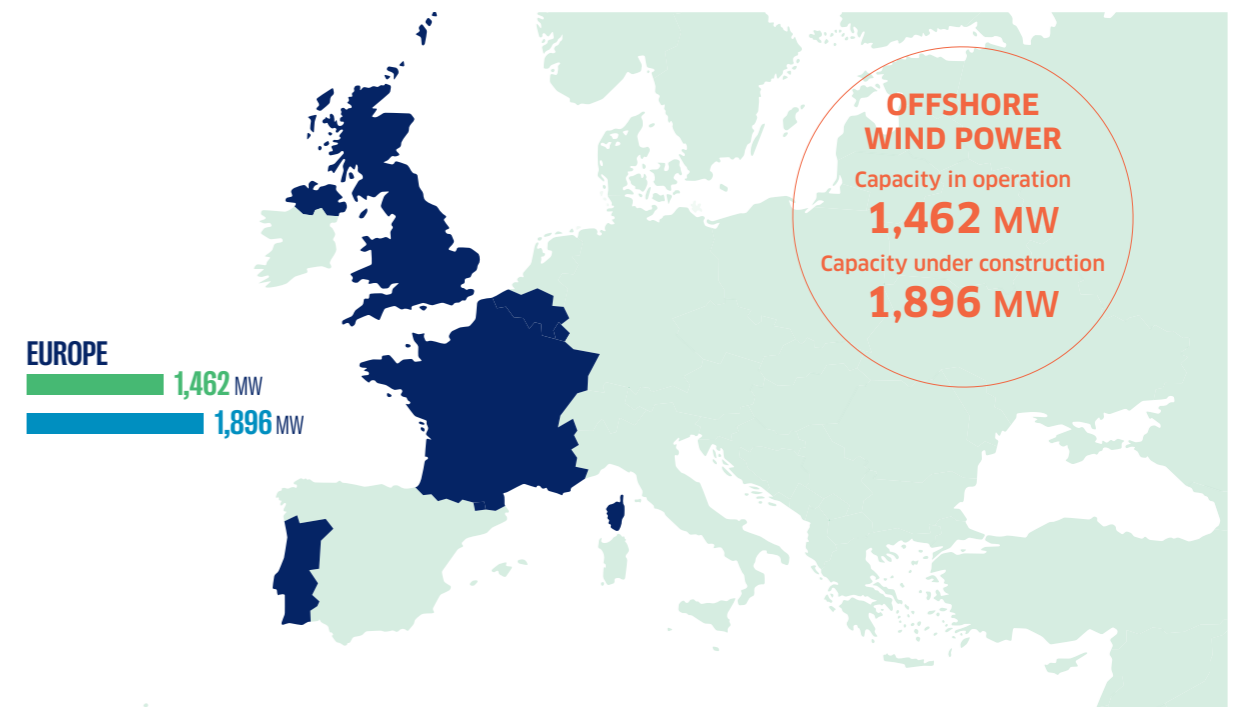 OFFSHORE
WIND POWER
Capacity in operation
1,462 MW
Capacity under construction
1,896 MW
EUROPE
1,462 MW
1,896 MW